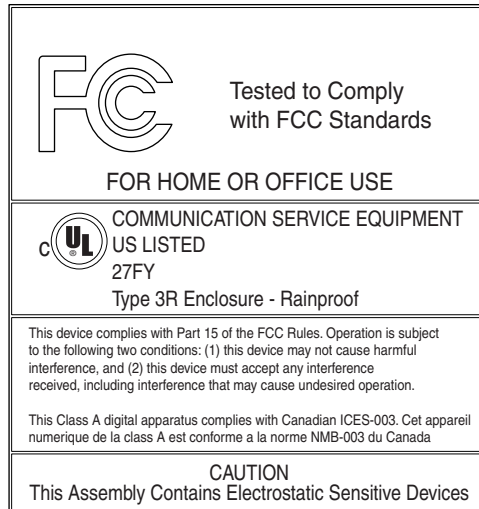 FC
Tested to Comply
with FCC Standards
FOR HOME OR OFFICE USE
COMMUNICATION SERVICE EQUIPMENT
C UL ® US LISTED
27FY
Type 3R Enclosure - Rainproof
This device complies with Part 15 of the FCC Rules. Operation is subject
to the following two conditions: (1) this device may not cause harmful
interference, and (2) this device must accept any interference
received, including interference that may cause undesired operation.
This Class A digital apparatus complies with Canadian ICES-003. Cet appareil
numerique de la class A est conforme a la norme NMB-003 du Canada
CAUTION
This Assembly Contains Electrostatic Sensitive Devices